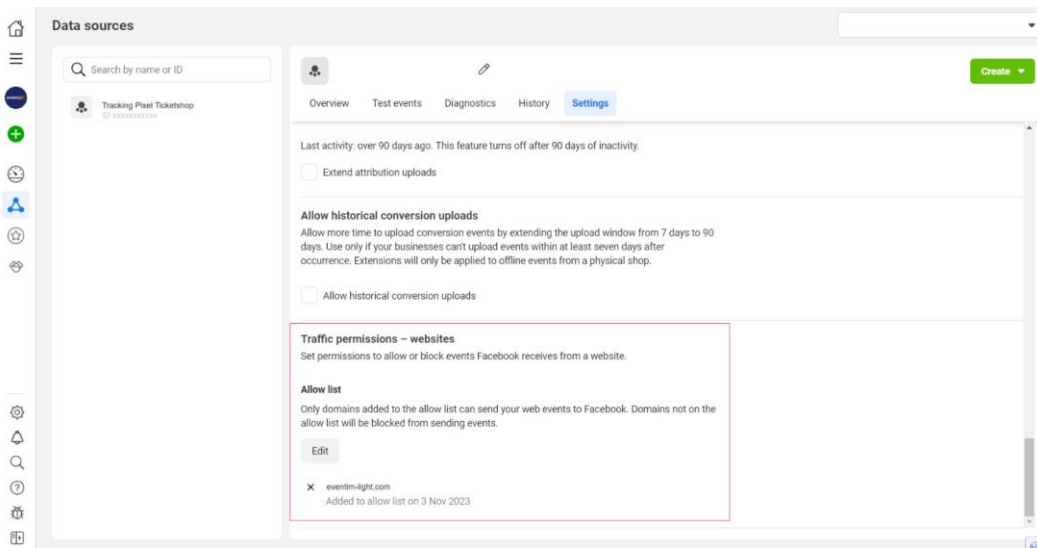 Data sources
Search by name or ID
Tracking Pixel Ticketshop
ID xxxxxxxxxxx
Create
Overview Test events Diagnostics History Settings
Last activity: over 90 days ago. This feature turns off after 90 days of inactivity.
Extend attribution uploads
Allow historical conversion uploads
Allow more time to upload conversion events by extending the upload window from 7 days to 90
days. Use only if your businesses can't upload events within at least seven days after
occurrence. Extensions will only be applied to offline events from a physical shop.
Allow historical conversion uploads
Traffic permissions – websites
Set permissions to allow or block events Facebook receives from a website.
Allow list
Only domains added to the allow list can send your web events to Facebook. Domains not on the
allow list will be blocked from sending events.
Edit
eventim-light.com
Added to allow list on 3 Nov 2023